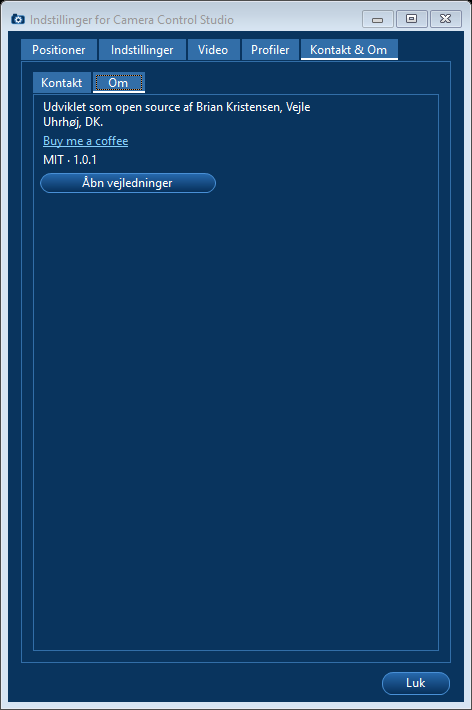 Indstillinger for Camera Control Studio
Positioner Indstillinger Video Profiler Kontakt & Om
Kontakt Om
Udviklet som open source af Brian Kristensen, Vejle
Uhrhøj, DK.
Buy me a coffee
MIT · 1.0.1
Åbn vejledninger
Luk